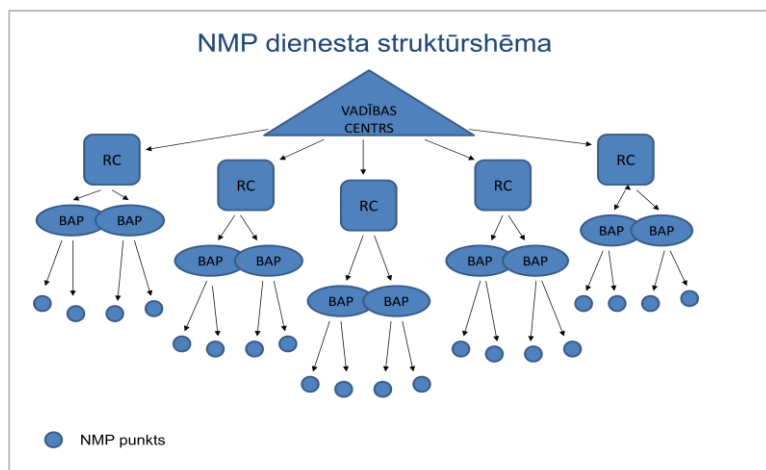 NMP dienesta struktūrshēma
VADĪBAS
CENTRS
RC
RC
RC
RC
RC
BAP
BAP
BAP
BAP
BAP
BAP
BAP
BAP
BAP
BAP
NMP punkts